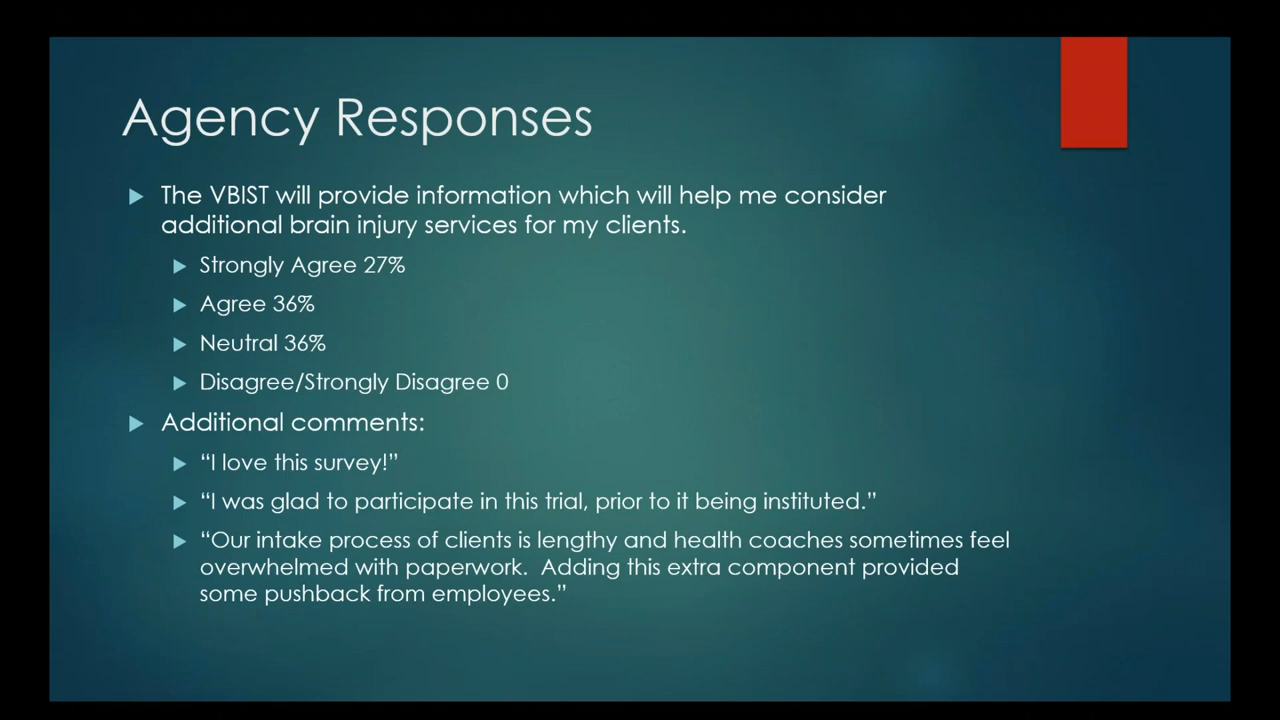 Agency Responses
The VBIST will provide information which will help me consider
additional brain injury services for my clients.
Strongly Agree 27%
Agree 36%
Neutral 36%
Disagree/Strongly Disagree 0
Additional comments:
“I love this survey!”
“I was glad to participate in this trial, prior to it being instituted.”
“Our intake process of clients is lengthy and health coaches sometimes feel
overwhelmed with paperwork.  Adding this extra component provided
some pushback from employees.”